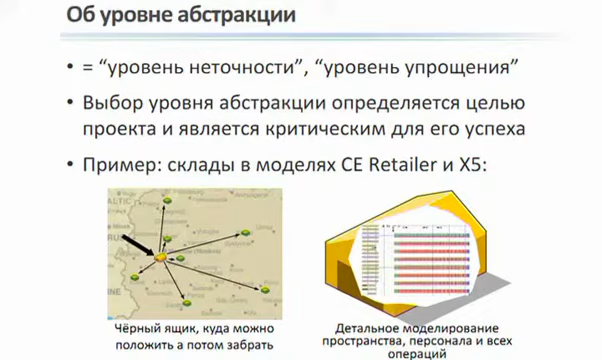 Об уровне абстракции
• = “уровень неточности”, “уровень упрощения”
• Выбор уровня абстракции определяется целью
проекта и является критическим для его успеха
• Пример: склады в моделях CE Retailer и X5:
Чёрный ящик, куда можно
положить а потом забрать
Детальное моделирование
пространства, персонала и всех
операций